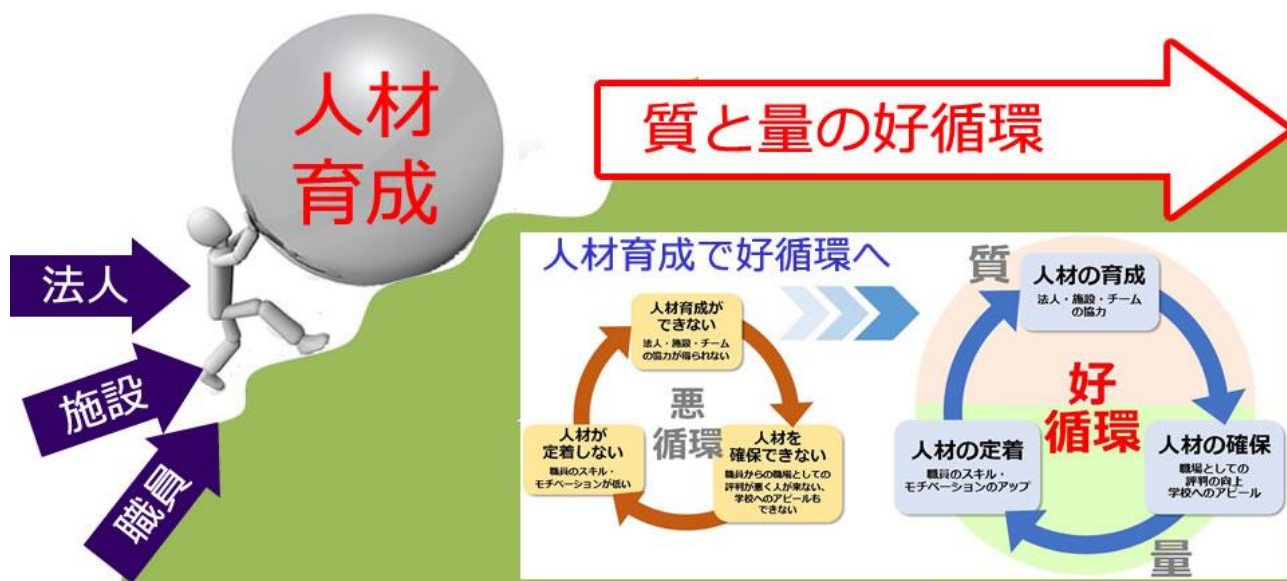 人材
育成
質と量の好循環
法人
施設
職員
人材育成で好循環へ
人材育成が
できない
法人・施設・チーム
の協力が得られない
悪
循環
人材が
定着しない
職員のスキル・
モチベーションが低い
人材を
確保できない
職員からの職場としての
評判が悪く人が来ない、
学校へのアピールも
できない
質
人材の育成
法人・施設・チーム
の協力
好
循環
人材の定着
職員のスキル・
モチベーションのアップ
人材の確保
職場としての
評判の向上
学校へのアピール
量